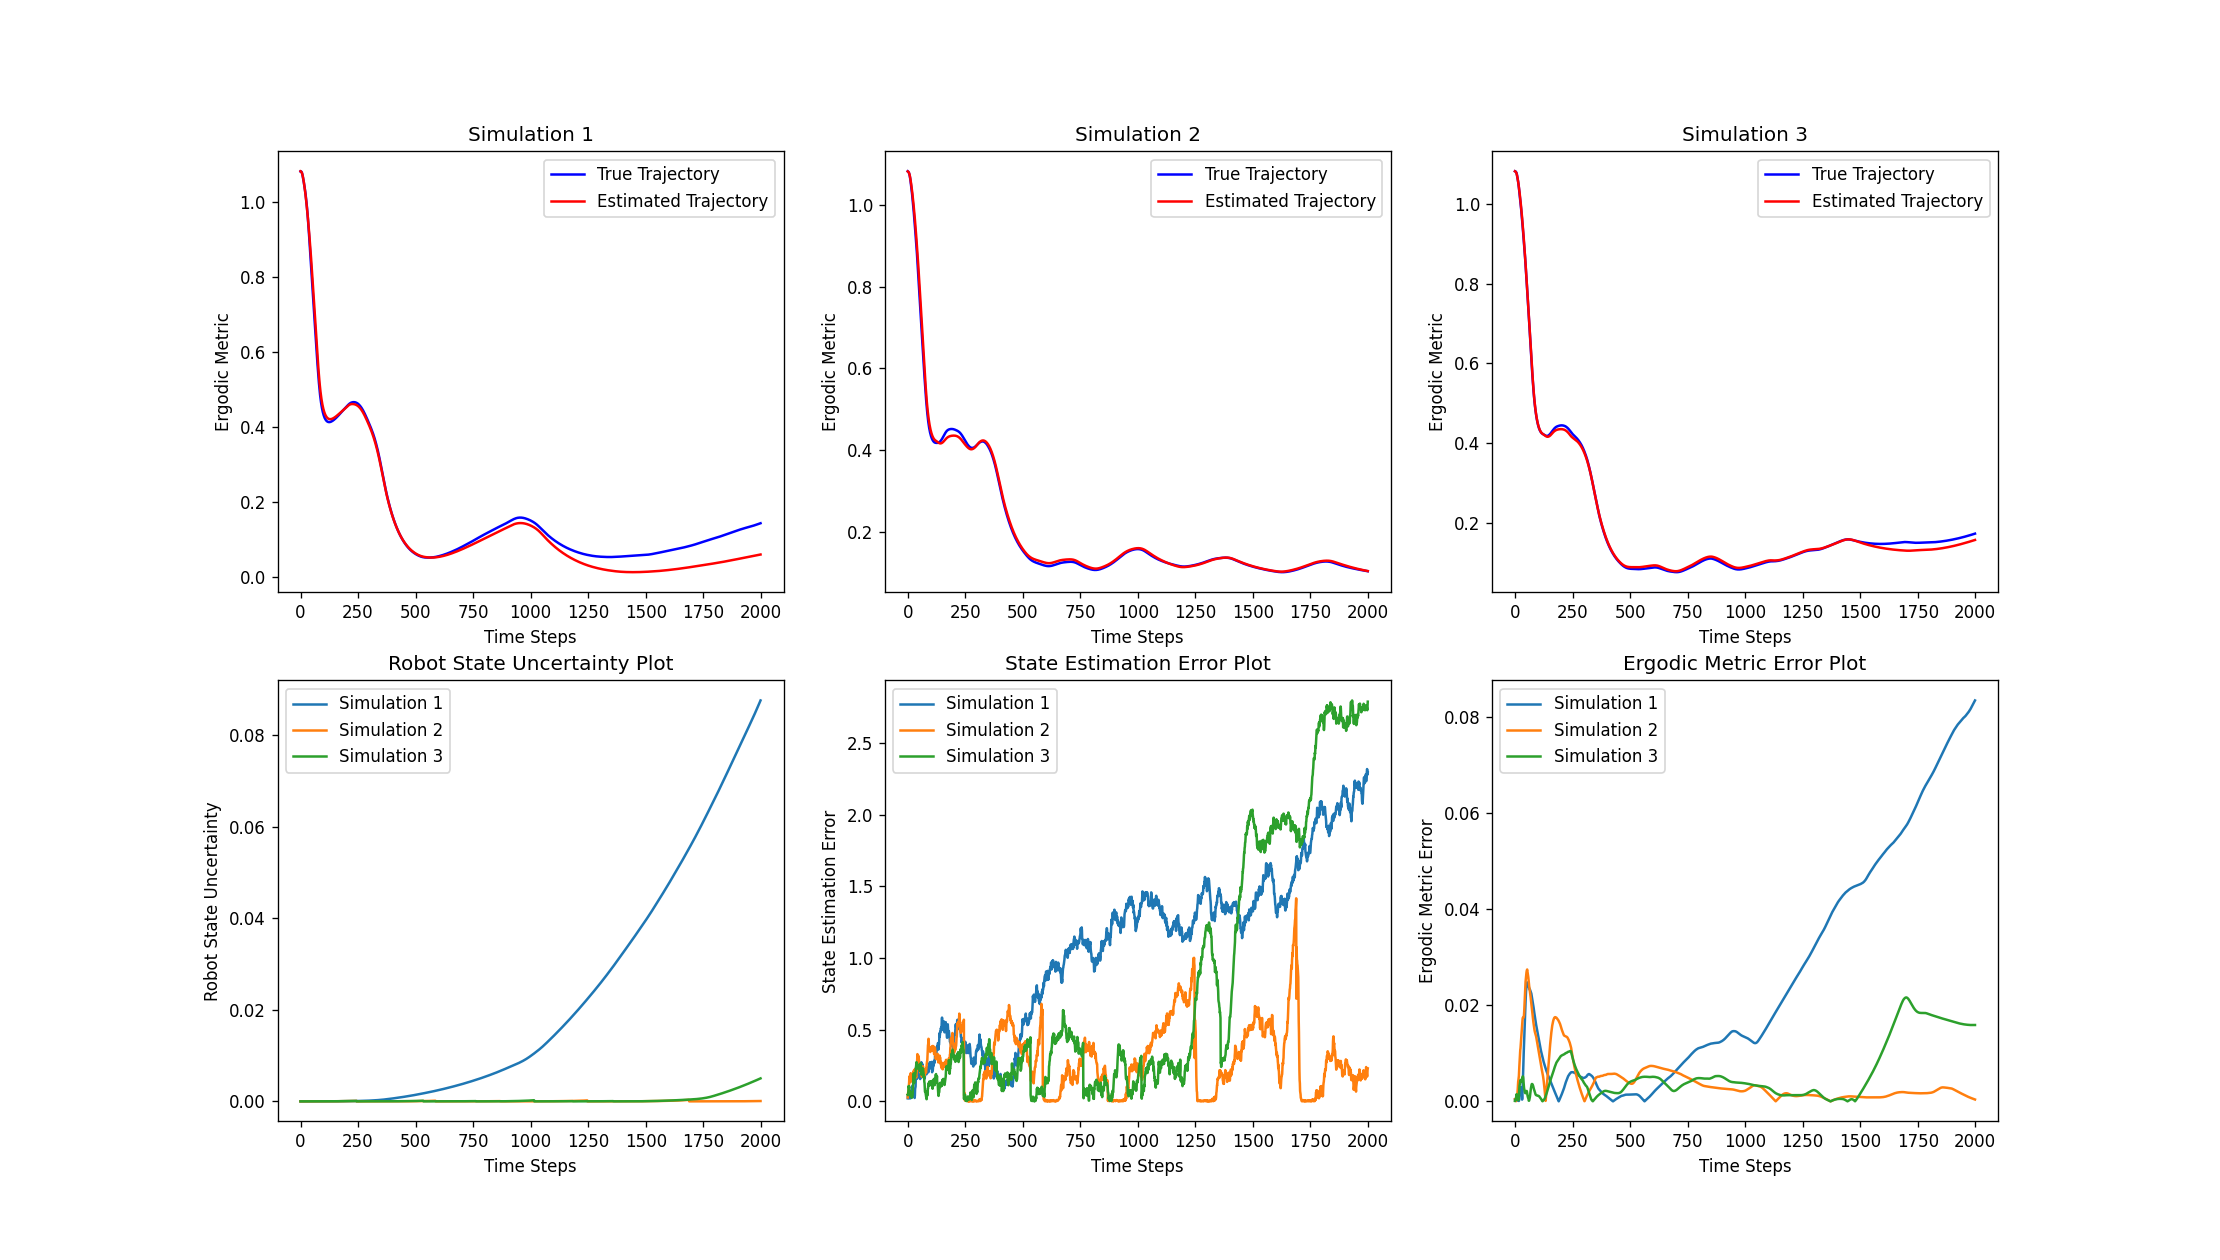 Simulation 1
True Trajectory
Estimated Trajectory
Ergodic Metric
1.0
0.8
0.6
0.4
0.2
0.0
0 250 500 750 1000 1250 1500 1750 2000
Time Steps
Simulation 2
True Trajectory
Estimated Trajectory
Ergodic Metric
1.0
0.8
0.6
0.4
0.2
0 250 500 750 1000 1250 1500 1750 2000
Time Steps
Simulation 3
True Trajectory
Estimated Trajectory
Ergodic Metric
1.0
0.8
0.6
0.4
0.2
0 250 500 750 1000 1250 1500 1750 2000
Time Steps
Robot State Uncertainty Plot
Simulation 1
Simulation 2
Simulation 3
Robot State Uncertainty
0.08
0.06
0.04
0.02
0.00
0 250 500 750 1000 1250 1500 1750 2000
Time Steps
State Estimation Error Plot
Simulation 1
Simulation 2
Simulation 3
State Estimation Error
2.5
2.0
1.5
1.0
0.5
0.0
0 250 500 750 1000 1250 1500 1750 2000
Time Steps
Ergodic Metric Error Plot
Simulation 1
Simulation 2
Simulation 3
Ergodic Metric Error
0.08
0.06
0.04
0.02
0.00
0 250 500 750 1000 1250 1500 1750 2000
Time Steps